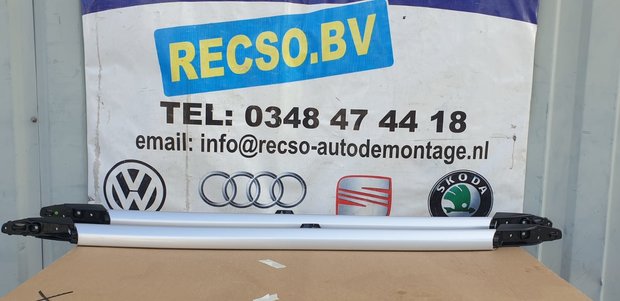 RECSO.BV
TEL: 0348 47 44 18
email: info@recso-autodemontage.nl
SKODA